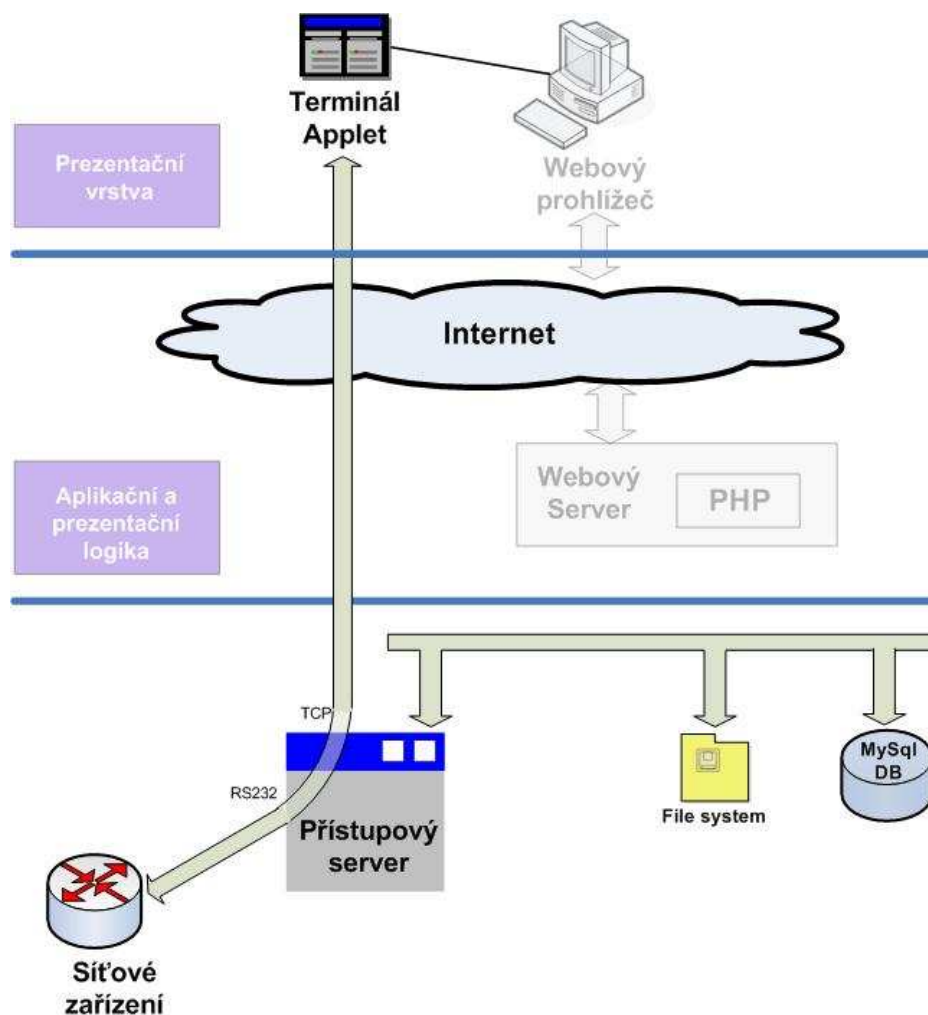 Terminál
Applet
Prezentační
vrstva
Webový
prohlížeč
Internet
Aplikační a
prezentační
logika
Webový
Server
PHP
TCP
RS232
Přístupový
server
File system
MySql
DB
Síťové
zařízení